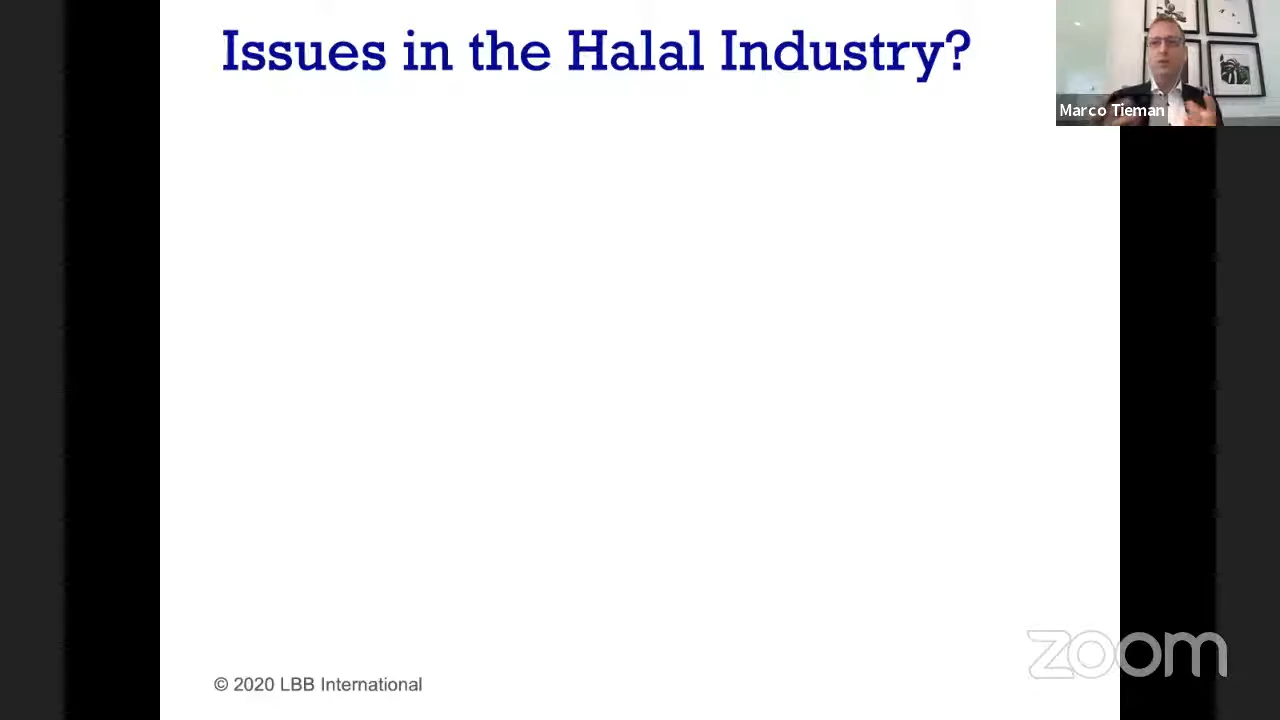 Issues in the Halal Industry?
Marco Tieman
zoom
© 2020 LBB International